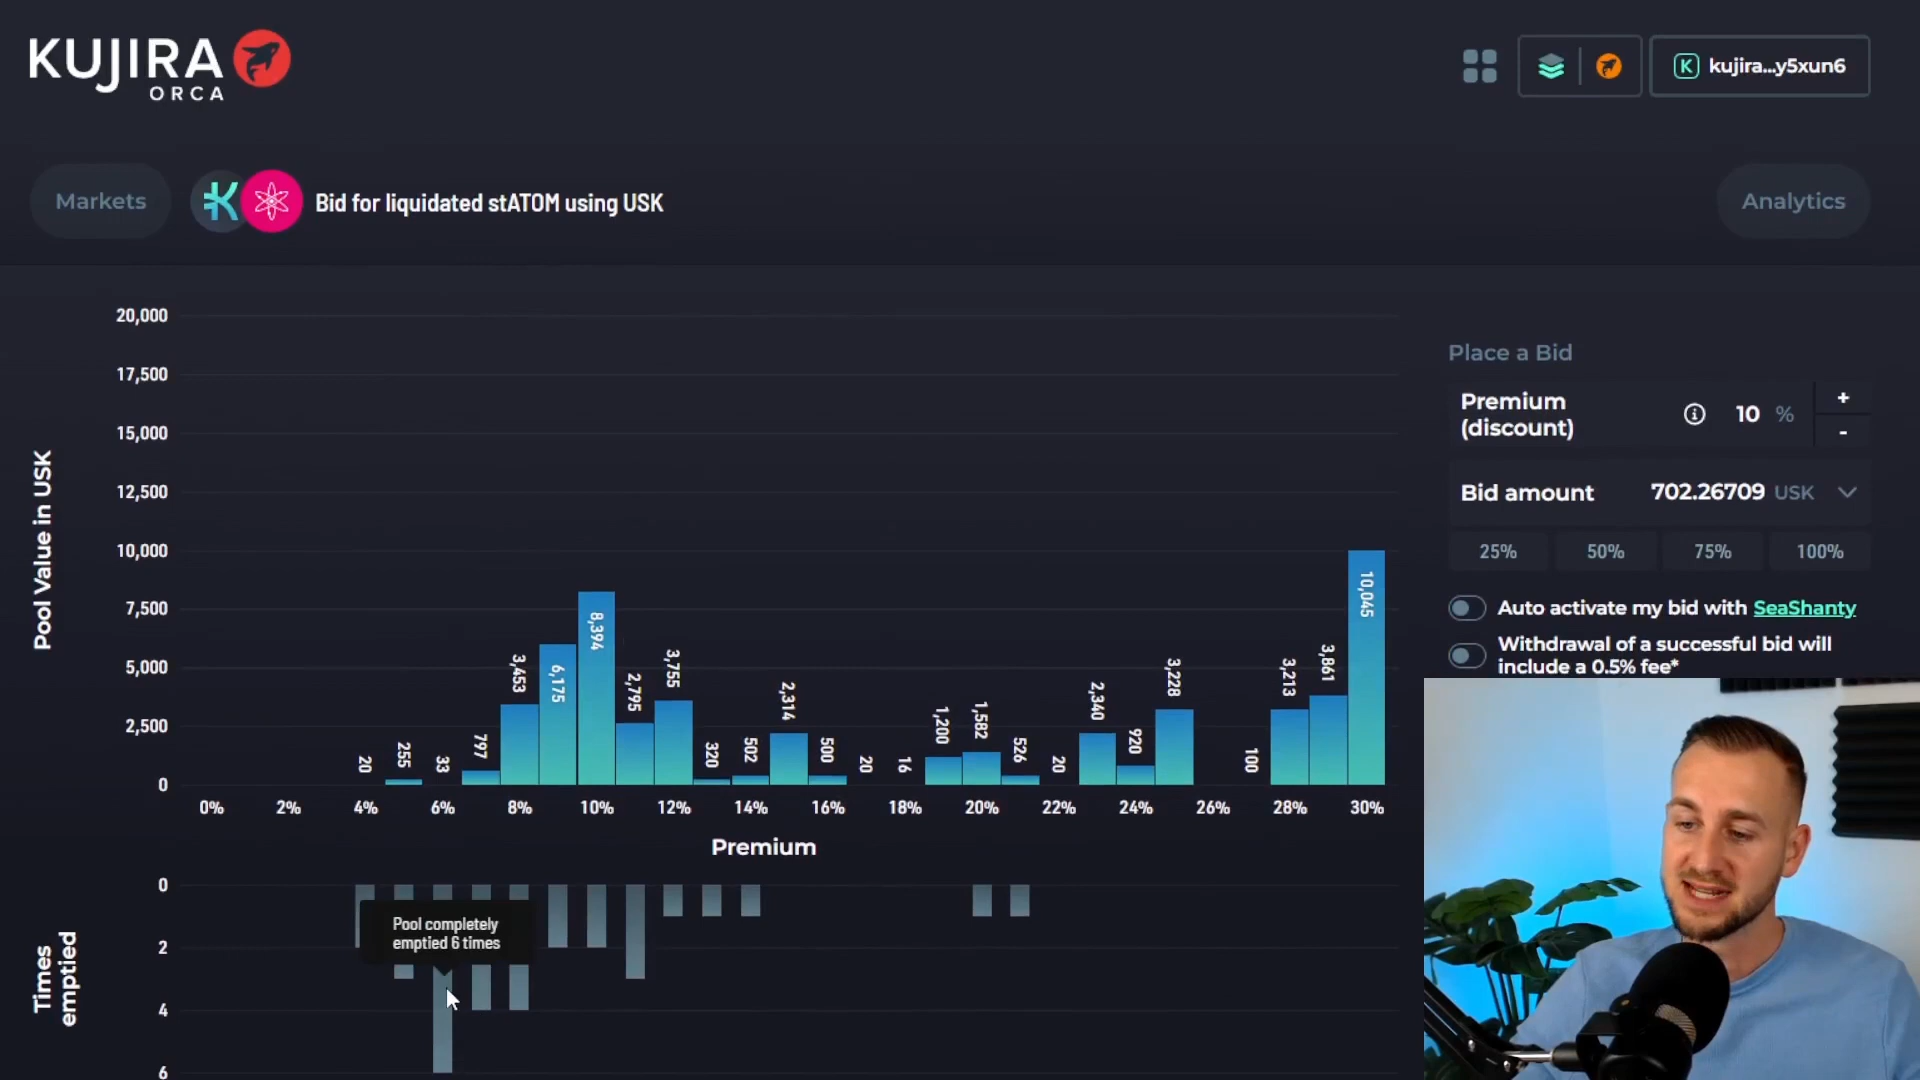 KUJIRA
ORCA
K kujira...y5xun6
Markets
Bid for liquidated stATOM using USK
Analytics
Pool Value in USK
20,000
17,500
15,000
12,500
10,000
7,500
5,000
2,500
0
20
255
33
797
3,453
6,175
8,394
2,795
3,755
320
502
2,314
500
20
16
1,200
1,582
526
20
2,340
920
3,228
100
3,213
3,861
10,045
0% 2% 4% 6% 8% 10% 12% 14% 16% 18% 20% 22% 24% 26% 28% 30%
Premium
Times
emptied
0
2
4
6
Pool completely
emptied 6 times
Place a Bid
Premium
(discount)
10 %
+
-
Bid amount 702.26709 USK
25% 50% 75% 100%
Auto activate my bid with SeaShanty
Withdrawal of a successful bid will
include a 0.5% fee*